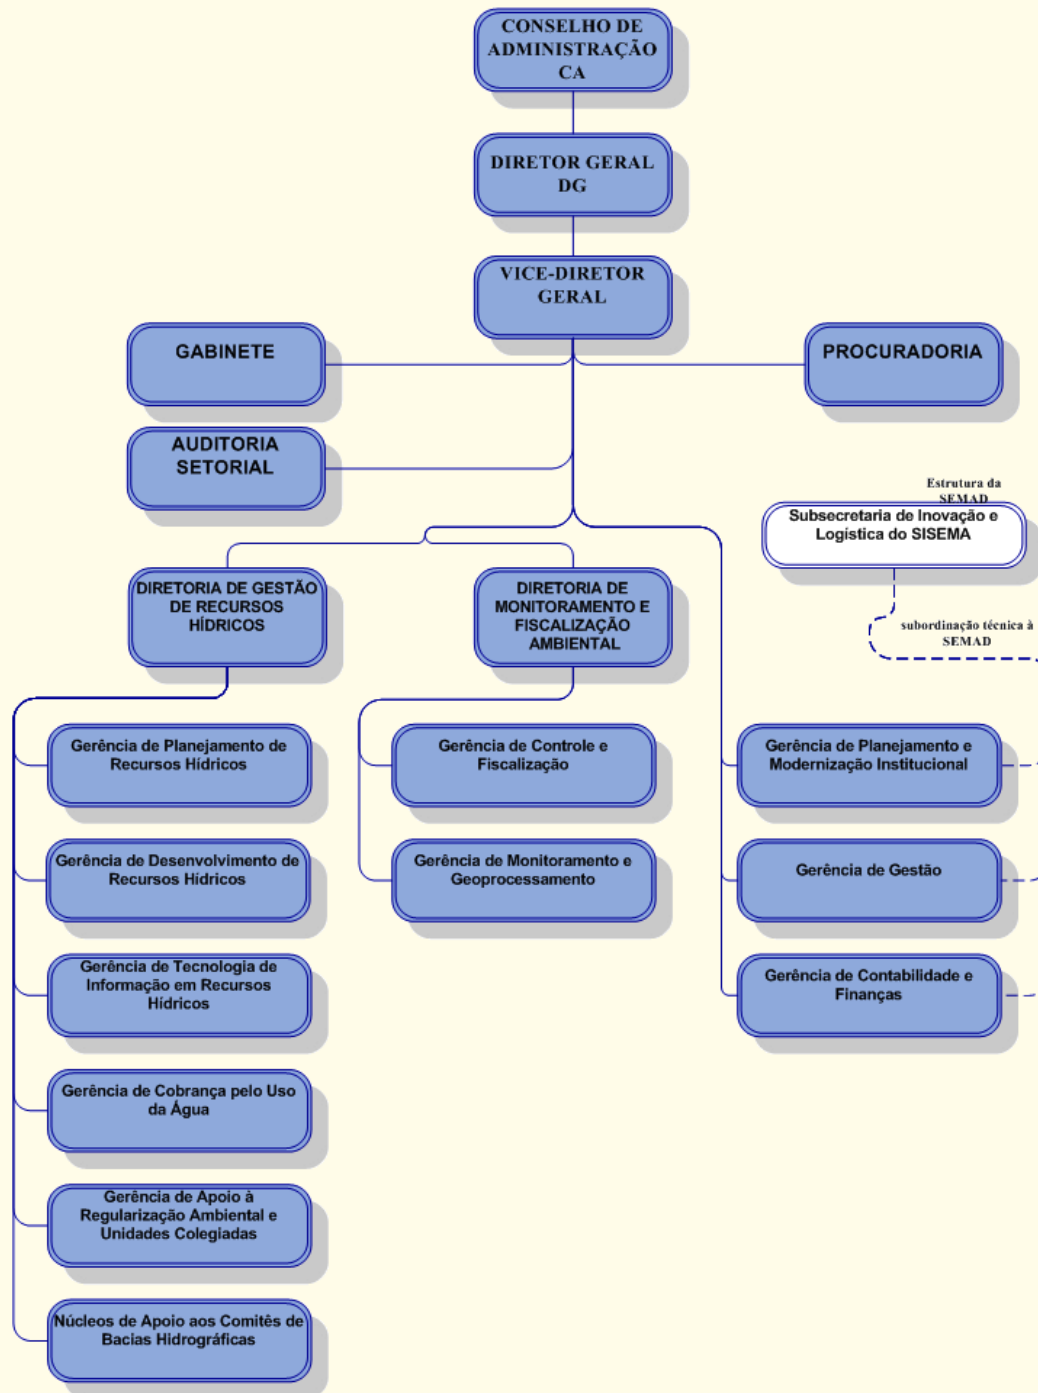 CONSELHO DE
ADMINISTRAÇÃO
CA
DIRETOR GERAL
DG
VICE-DIRETOR
GERAL
GABINETE
PROCURADORIA
AUDITORIA
SETORIAL
Estrutura da
SEMAD
Subsecretaria de Inovação e
Logística do SISEMA
DIRETORIA DE GESTÃO
DE RECURSOS
HÍDRICOS
DIRETORIA DE
MONITORAMENTO E
FISCALIZAÇÃO
AMBIENTAL
subordinação técnica à
SEMAD
Gerência de Planejamento de
Recursos Hídricos
Gerência de Controle e
Fiscalização
Gerência de Planejamento e
Modernização Institucional
Gerência de Desenvolvimento de
Recursos Hídricos
Gerência de Monitoramento e
Geoprocessamento
Gerência de Gestão
Gerência de Tecnologia de
Informação em Recursos
Hídricos
Gerência de Contabilidade e
Finanças
Gerência de Cobrança pelo Uso
da Água
Gerência de Apoio à
Regularização Ambiental e
Unidades Colegiadas
Núcleos de Apoio aos Comitês de
Bacias Hidrográficas